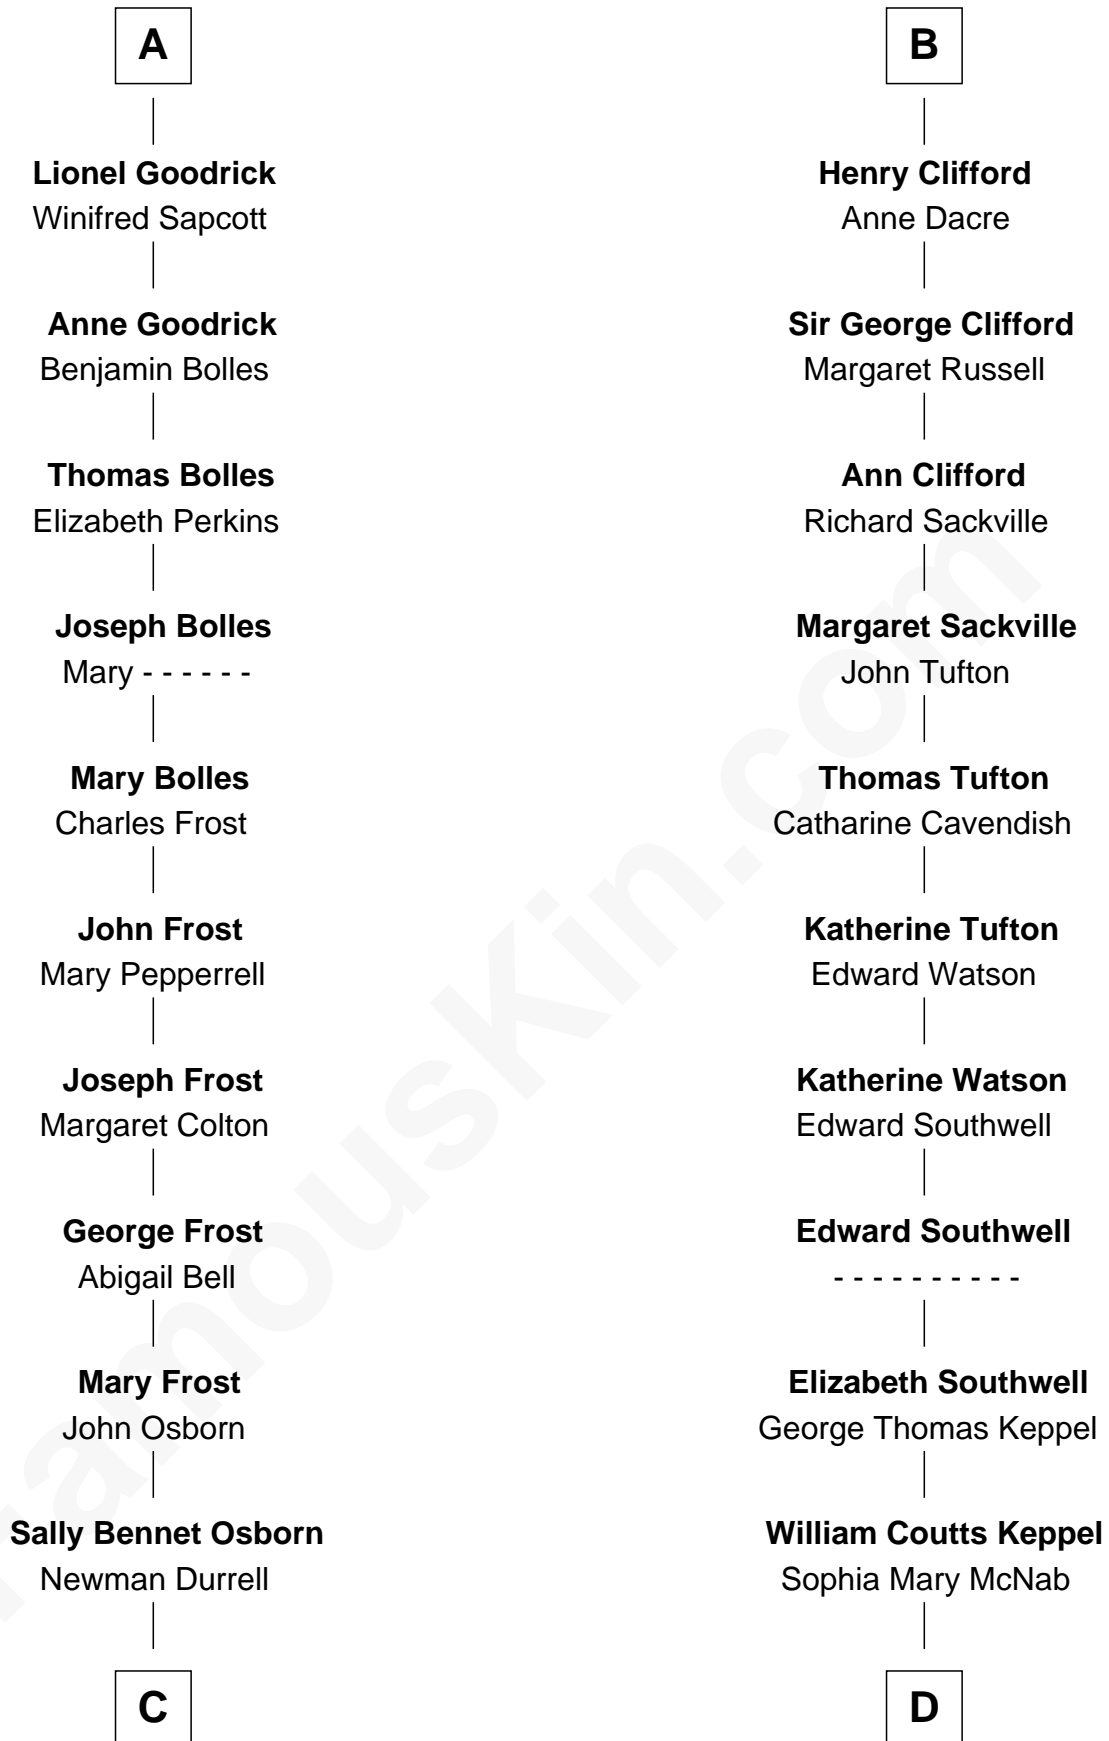 A
Lionel Goodrick
Winifred Sapcott
Anne Goodrick
Benjamin Bolles
Thomas Bolles
Elizabeth Perkins
Joseph Bolles
Mary - - - - - -
Mary Bolles
Charles Frost
John Frost
Mary Pepperrell
Joseph Frost
Margaret Colton
George Frost
Abigail Bell
Mary Frost
John Osborn
Sally Bennet Osborn
Newman Durrell
C
B
Henry Clifford
Anne Dacre
Sir George Clifford
Margaret Russell
Ann Clifford
Richard Sackville
Margaret Sackville
John Tufton
Thomas Tufton
Catharine Cavendish
Katherine Tufton
Edward Watson
Katherine Watson
Edward Southwell
Edward Southwell
- - - - - - - - - -
Elizabeth Southwell
George Thomas Keppel
William Coutts Keppel
Sophia Mary McNab
D
FamousKin.com